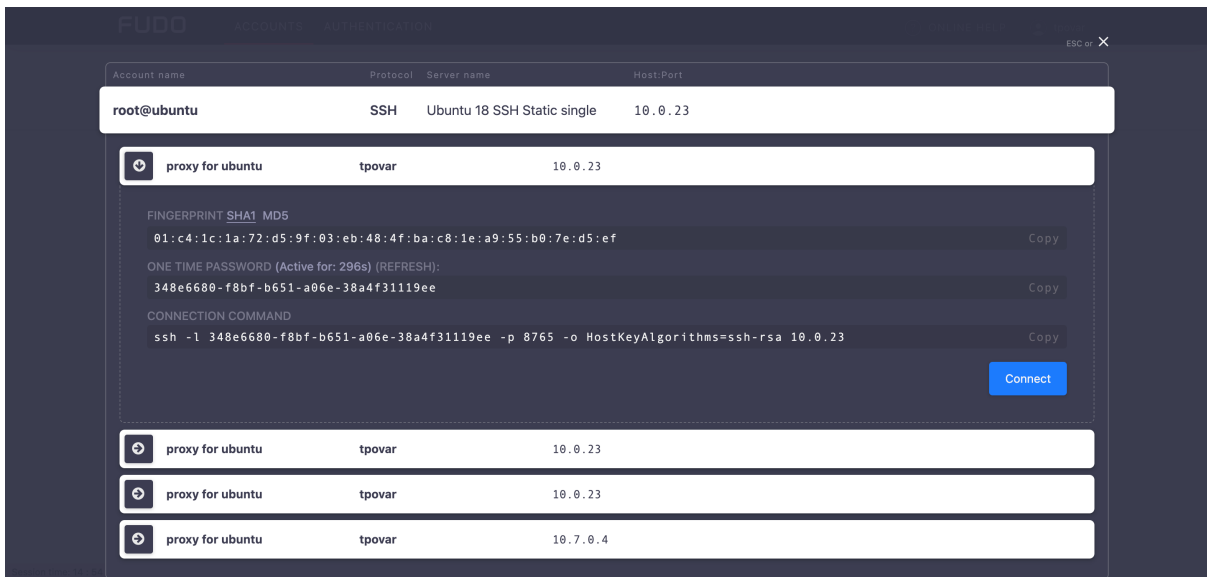 FUDO ACCOUNTS AUTHENTICATION
ESC or
Account name Protocol Server name Host:Port
root@ubuntu SSH Ubuntu 18 SSH Static single 10.0.23
proxy for ubuntu tpovar 10.0.23
FINGERPRINT SHA1 MD5
01:c4:1c:1a:72:d5:9f:03:eb:48:4f:ba:c8:1e:a9:55:b0:7e:d5:ef Copy
ONE TIME PASSWORD (Active for: 296s) (REFRESH):
348e6680-f8bf-b651-a06e-38a4f31119ee Copy
CONNECTION COMMAND
ssh -l 348e6680-f8bf-b651-a06e-38a4f31119ee -p 8765 -o HostKeyAlgorithms=ssh-rsa 10.0.23 Copy
Connect
proxy for ubuntu tpovar 10.0.23
proxy for ubuntu tpovar 10.0.23
proxy for ubuntu tpovar 10.7.0.4